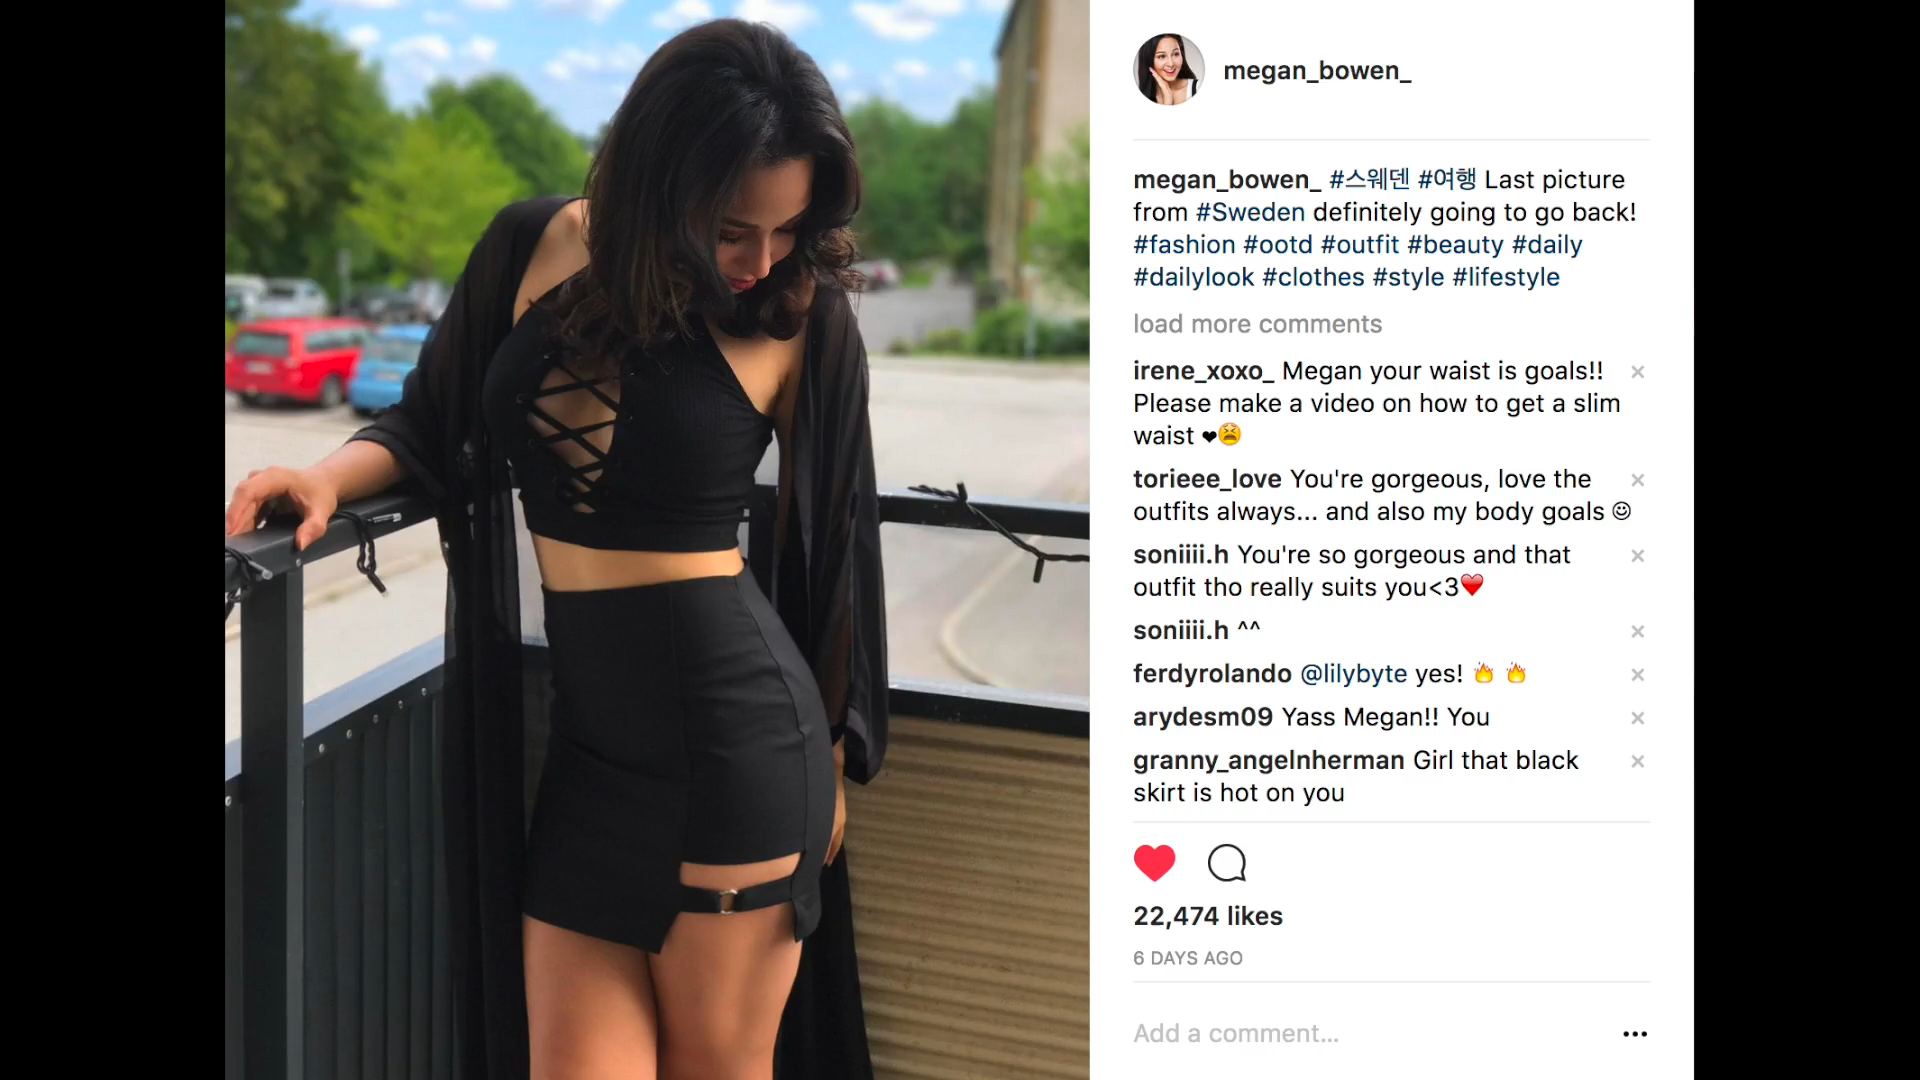 megan_bowen_
megan_bowen_ #스웨덴 #여행 Last picture
from #Sweden definitely going to go back!
#fashion #ootd #outfit #beauty #daily
#dailylook #clothes #style #lifestyle
load more comments
irene_xoxo_ Megan your waist is goals!!
Please make a video on how to get a slim
waist ❤😫
torieee_love You're gorgeous, love the
outfits always... and also my body goals ☺
soniiii.h You're so gorgeous and that
outfit tho really suits you<3❤️
soniiii.h ^^
ferdyrolando @lilybyte yes! 🔥 🔥
arydesm09 Yass Megan!! You
granny_angelnherman Girl that black
skirt is hot on you
22,474 likes
6 DAYS AGO
Add a comment...